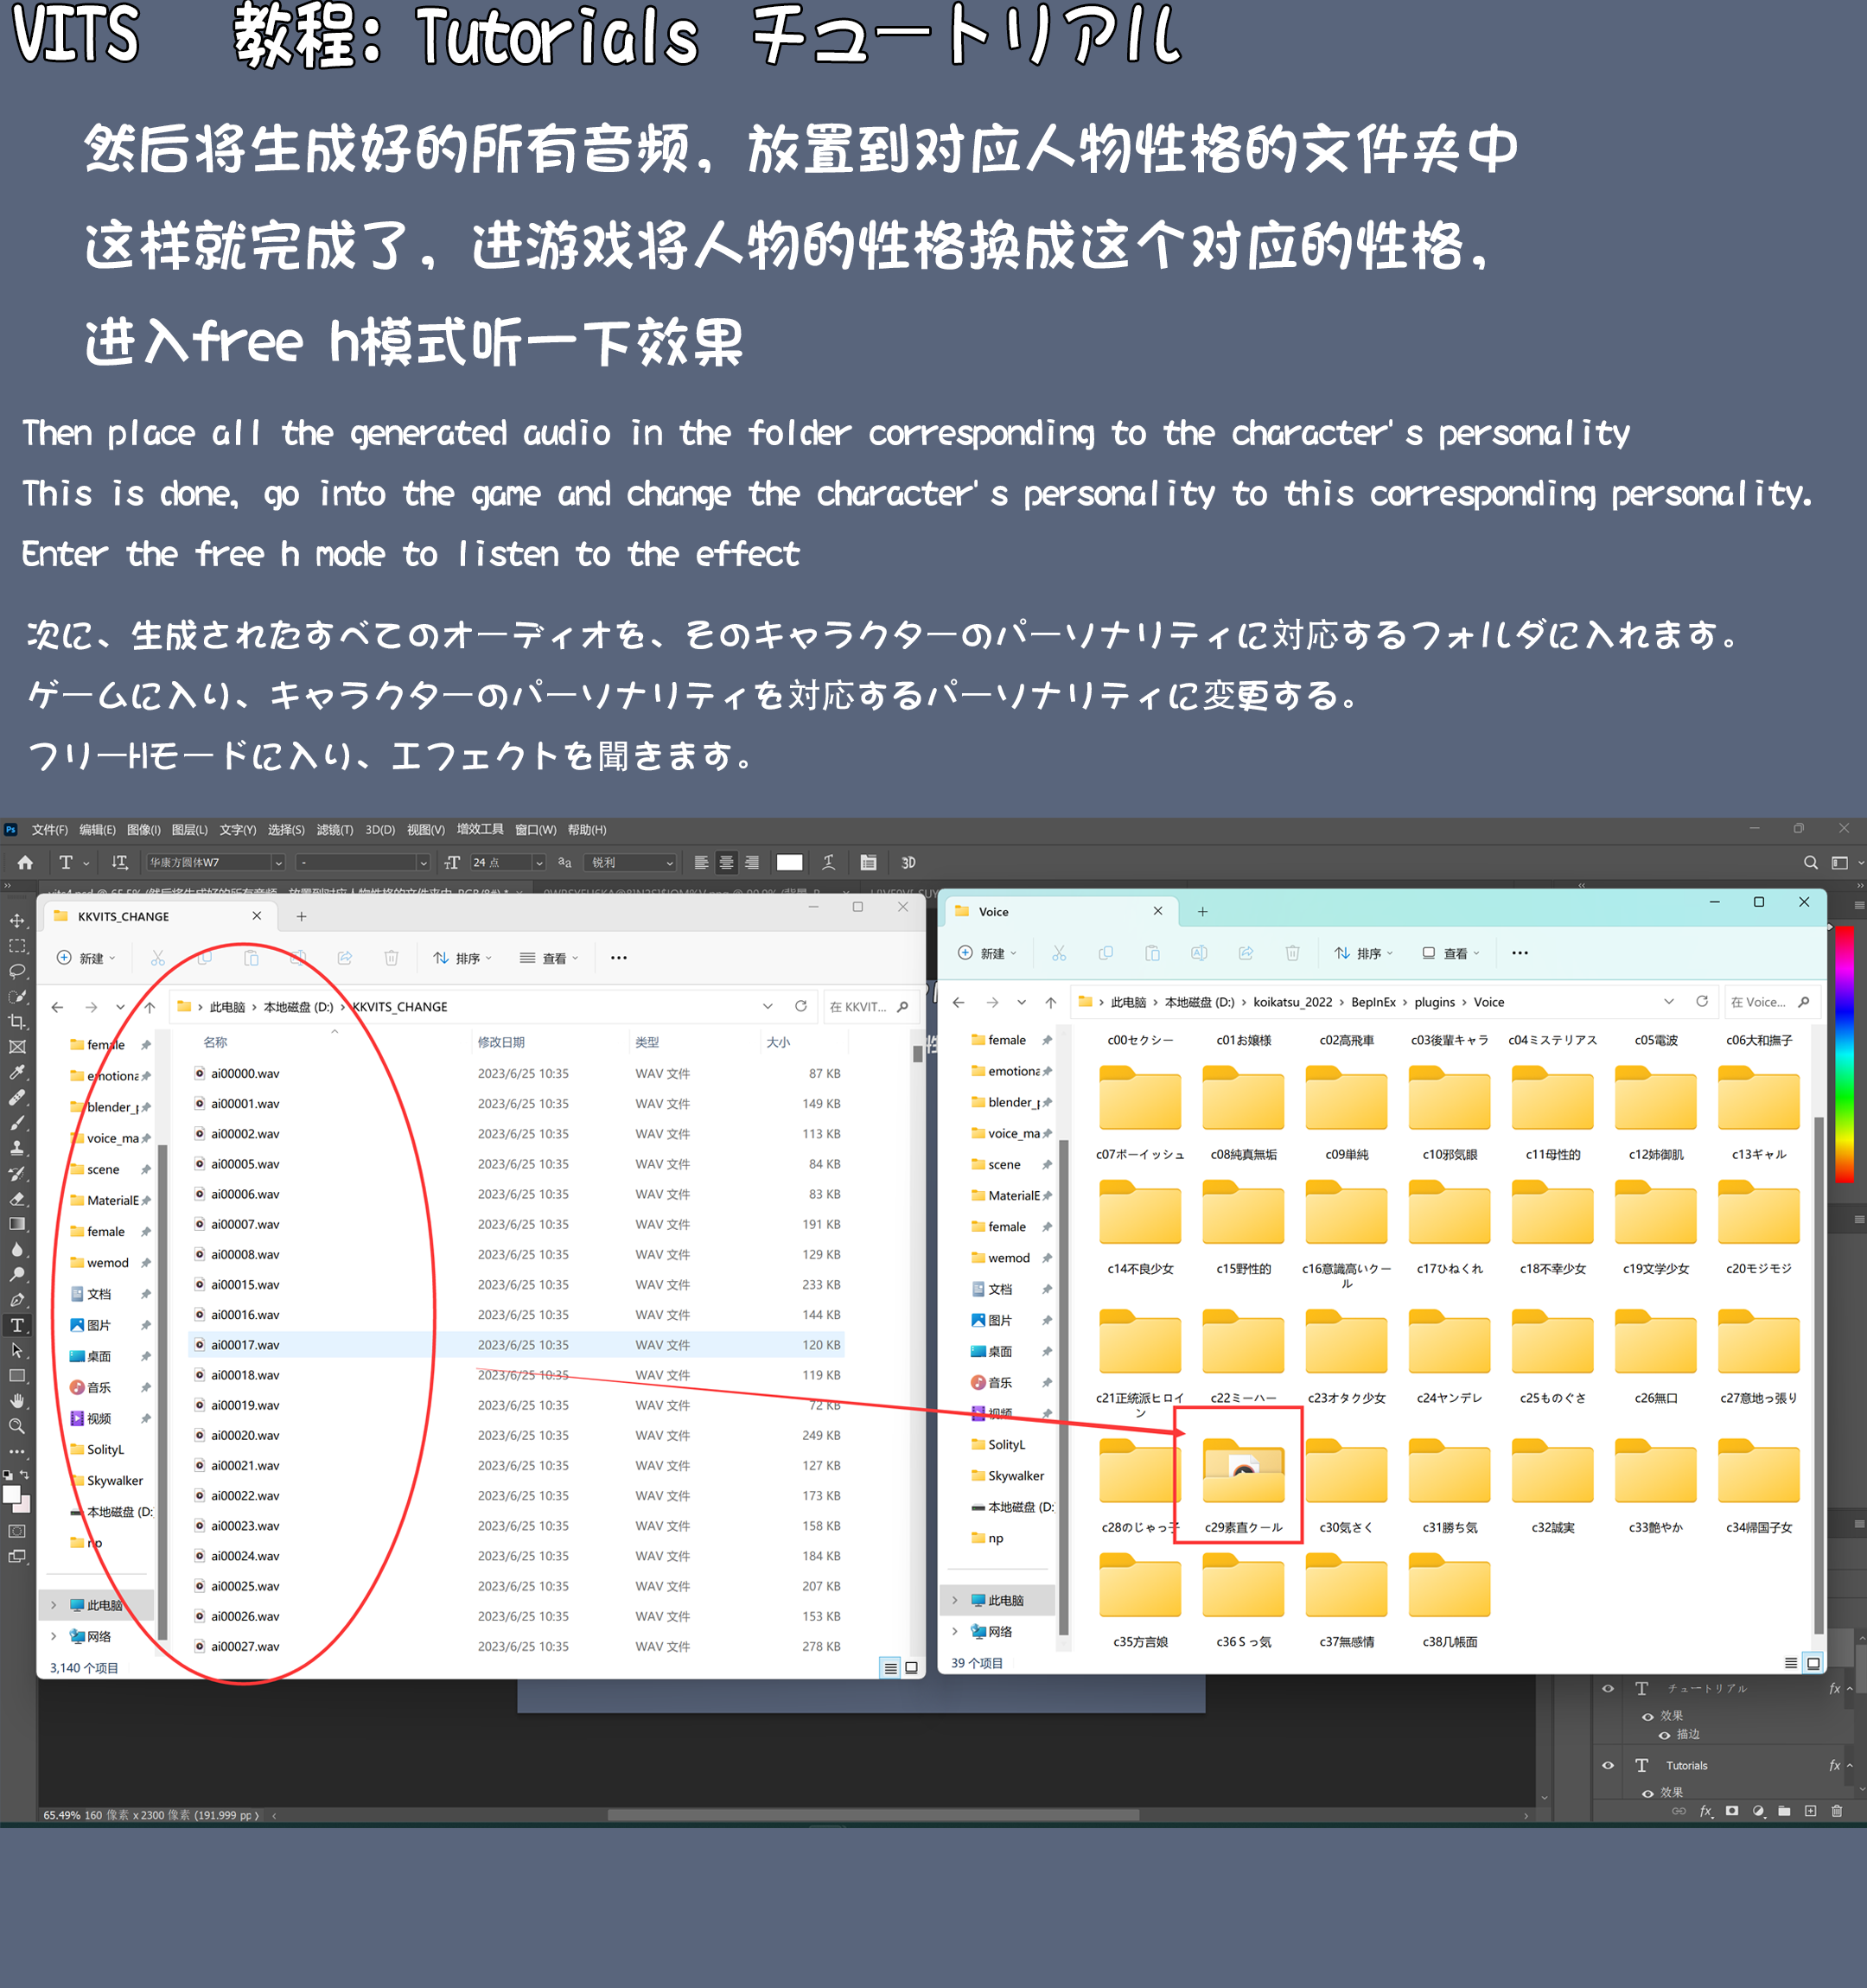 VITS 教程: Tutorials チュートリアル
然后将生成好的所有音频，放置到对应人物性格的文件夹中
这样就完成了，进游戏将人物的性格换成这个对应的性格，
进入free h模式听一下效果
Then place all the generated audio in the folder corresponding to the character's personality
This is done, go into the game and change the character's personality to this corresponding personality.
Enter the free h mode to listen to the effect
次に、生成されたすべてのオーディオを、そのキャラクターのパーソナリティに対応するフォルダに入れます。
ゲームに入り、キャラクターのパーソナリティを対応するパーソナリティに変更する。
フリーHモードに入り、エフェクトを聞きます。
Ps 文件(F) 编辑(E) 图像(I) 图层(L) 文字(Y) 选择(S) 滤镜(T) 3D(D) 视图(V) 增效工具 窗口(W) 帮助(H)
T 华康方圆体W7 - 24 点 锐利 3D
KKVITS_CHANGE
新建 排序 查看
此电脑 本地磁盘 (D:) KKVITS_CHANGE 在 KKVIT...
名称 修改日期 类型 大小
female
emotiona
blender_p
voice_ma
scene
MaterialE
female
wemod
文档
图片
桌面
音乐
视频
SolityL
Skywalker
本地磁盘 (D:)
np
此电脑
网络
ai00000.wav 2023/6/25 10:35 WAV 文件 87 KB
ai00001.wav 2023/6/25 10:35 WAV 文件 149 KB
ai00002.wav 2023/6/25 10:35 WAV 文件 113 KB
ai00005.wav 2023/6/25 10:35 WAV 文件 84 KB
ai00006.wav 2023/6/25 10:35 WAV 文件 83 KB
ai00007.wav 2023/6/25 10:35 WAV 文件 191 KB
ai00008.wav 2023/6/25 10:35 WAV 文件 129 KB
ai00015.wav 2023/6/25 10:35 WAV 文件 233 KB
ai00016.wav 2023/6/25 10:35 WAV 文件 144 KB
ai00017.wav 2023/6/25 10:35 WAV 文件 120 KB
ai00018.wav 2023/6/25 10:35 WAV 文件 119 KB
ai00019.wav 2023/6/25 10:35 WAV 文件 72 KB
ai00020.wav 2023/6/25 10:35 WAV 文件 249 KB
ai00021.wav 2023/6/25 10:35 WAV 文件 127 KB
ai00022.wav 2023/6/25 10:35 WAV 文件 173 KB
ai00023.wav 2023/6/25 10:35 WAV 文件 158 KB
ai00024.wav 2023/6/25 10:35 WAV 文件 184 KB
ai00025.wav 2023/6/25 10:35 WAV 文件 207 KB
ai00026.wav 2023/6/25 10:35 WAV 文件 153 KB
ai00027.wav 2023/6/25 10:35 WAV 文件 278 KB
3,140 个项目
Voice
新建 排序 查看
此电脑 本地磁盘 (D:) koikatsu_2022 BepInEx plugins Voice 在 Voice...
female
emotiona
blender_p
voice_ma
scene
MaterialE
female
wemod
文档
图片
桌面
音乐
视频
SolityL
Skywalker
本地磁盘 (D:)
np
此电脑
网络
c00セクシー c01お嬢様 c02高飛車 c03後輩キャラ c04ミステリアス c05電波 c06大和撫子
c07ボーイッシュ c08純真無垢 c09単純 c10邪気眼 c11母性的 c12姉御肌 c13ギャル
c14不良少女 c15野性的 c16意識高いクール c17ひねくれ c18不幸少女 c19文学少女 c20モジモジ
c21正統派ヒロイン c22ミーハー c23オタク少女 c24ヤンデレ c25ものぐさ c26無口 c27意地っ張り
c28のじゃっ子 c29素直クール c30気さく c31勝ち気 c32誠実 c33艶やか c34帰国子女
c35方言娘 c36Ｓっ気 c37無感情 c38几帳面
39 个项目
T チュートリアル fx
效果
描边
T Tutorials fx
效果
65.49% 160 像素 x 2300 像素 (191.999 pp